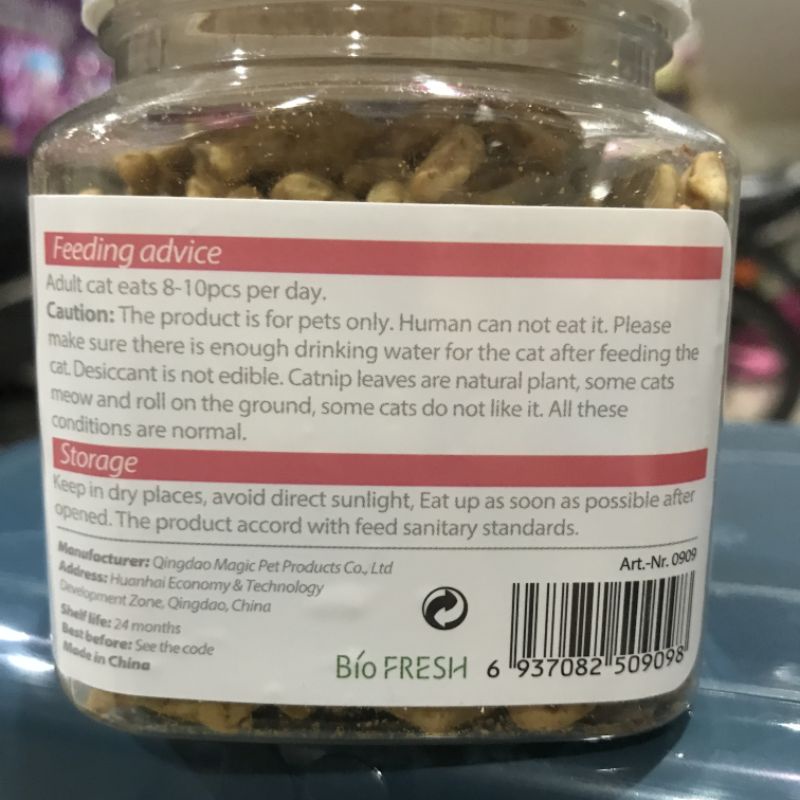 Feeding advice
Adult cat eats 8-10pcs per day.
Caution: The product is for pets only. Human can not eat it. Please
make sure there is enough drinking water for the cat after feeding the
cat. Desiccant is not edible. Catnip leaves are natural plant, some cats
meow and roll on the ground, some cats do not like it. All these
conditions are normal.
Storage
Keep in dry places, avoid direct sunlight, Eat up as soon as possible after
opened. The product accord with feed sanitary standards.
Manufacturer: Qingdao Magic Pet Products Co., Ltd
Address: Huanhai Economy & Technology
Development Zone, Qingdao, China
Shelf life: 24 months
Best before: See the code
Made in China
Art.-Nr. 0909
Bío FRESH
6 937082 509098